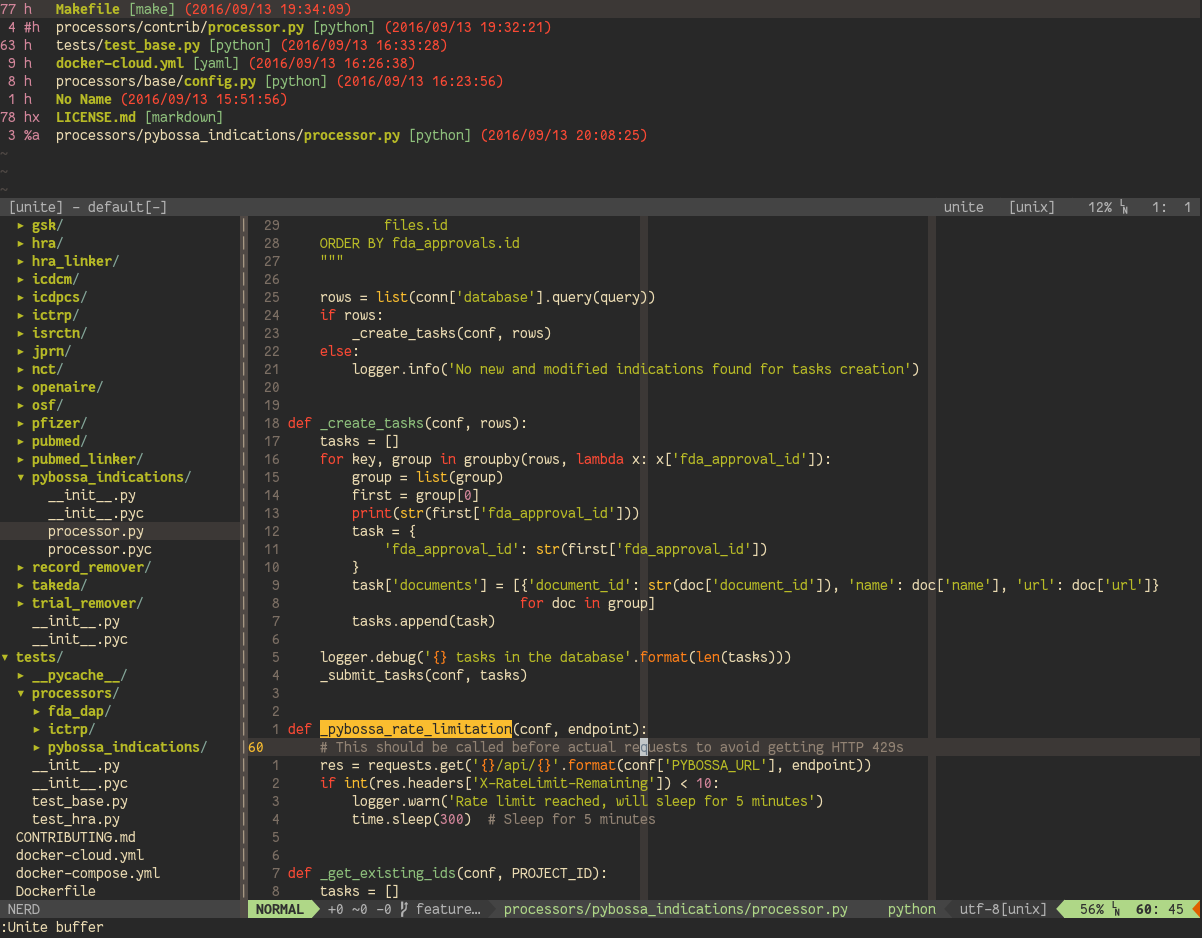 77 h  Makefile [make] (2016/09/13 19:34:09)
4 #h  processors/contrib/processor.py [python] (2016/09/13 19:32:21)
63 h  tests/test_base.py [python] (2016/09/13 16:33:28)
9 h  docker-cloud.yml [yaml] (2016/09/13 16:26:38)
8 h  processors/base/config.py [python] (2016/09/13 16:23:56)
1 h  No Name (2016/09/13 15:51:56)
78 hx  LICENSE.md [markdown]
3 %a  processors/pybossa_indications/processor.py [python] (2016/09/13 20:08:25)
~
~
~
[unite] - default[-]  unite  [unix]  12% LN  1:  1
▸ gsk/
▸ hra/
▸ hra_linker/
▸ icdcm/
▸ icdpcs/
▸ ictrp/
▸ isrctn/
▸ jprn/
▸ nct/
▸ openaire/
▸ osf/
▸ pfizer/
▸ pubmed/
▸ pubmed_linker/
▾ pybossa_indications/
__init__.py
__init__.pyc
processor.py
processor.pyc
▸ record_remover/
▸ takeda/
▸ trial_remover/
__init__.py
__init__.pyc
▾ tests/
▸ __pycache__/
▾ processors/
▸ fda_dap/
▸ ictrp/
▸ pybossa_indications/
__init__.py
__init__.pyc
test_base.py
test_hra.py
CONTRIBUTING.md
docker-cloud.yml
docker-compose.yml
Dockerfile
29             files.id
28     ORDER BY fda_approvals.id
27     """
26
25     rows = list(conn['database'].query(query))
24     if rows:
23         _create_tasks(conf, rows)
22     else:
21         logger.info('No new and modified indications found for tasks creation')
20
19
18 def _create_tasks(conf, rows):
17     tasks = []
16     for key, group in groupby(rows, lambda x: x['fda_approval_id']):
15         group = list(group)
14         first = group[0]
13         print(str(first['fda_approval_id']))
12         task = {
11             'fda_approval_id': str(first['fda_approval_id'])
10         }
9         task['documents'] = [{'document_id': str(doc['document_id']), 'name': doc['name'], 'url': doc['url']}
8                              for doc in group]
7         tasks.append(task)
6
5     logger.debug('{} tasks in the database'.format(len(tasks)))
4     _submit_tasks(conf, tasks)
3
2
1 def _pybossa_rate_limitation(conf, endpoint):
60     # This should be called before actual requests to avoid getting HTTP 429s
1     res = requests.get('{}/api/{}'.format(conf['PYBOSSA_URL'], endpoint))
2     if int(res.headers['X-RateLimit-Remaining']) < 10:
3         logger.warn('Rate limit reached, will sleep for 5 minutes')
4         time.sleep(300)  # Sleep for 5 minutes
5
6
7 def _get_existing_ids(conf, PROJECT_ID):
8     tasks = []
NERD  NORMAL  +0 ~0 -0  feature…  processors/pybossa_indications/processor.py  python  utf-8[unix]  56% LN  60: 45
:Unite buffer